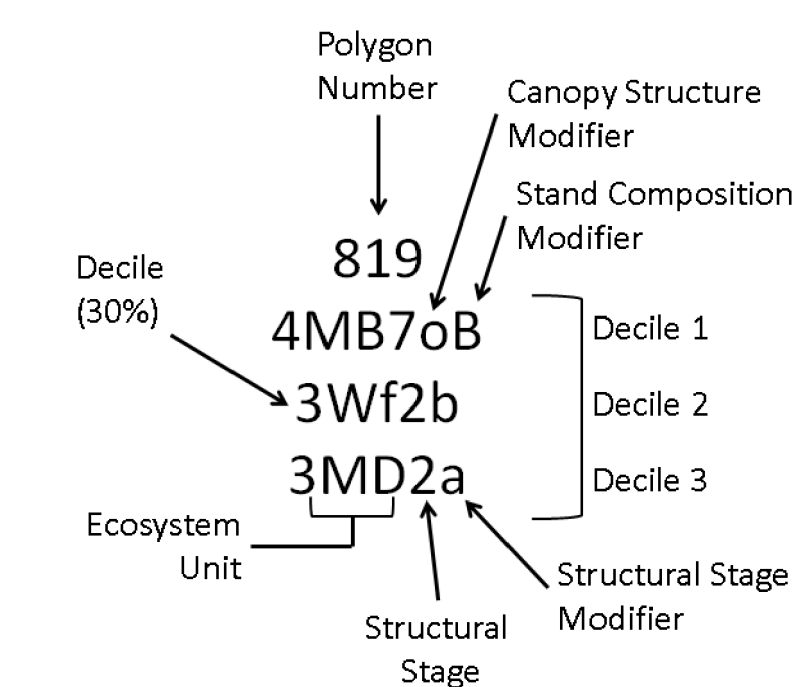 Polygon
Number
Canopy Structure
Modifier
Stand Composition
Modifier
819
Decile
(30%)
4MB7oB
Decile 1
3Wf2b
Decile 2
3MD2a
Decile 3
Ecosystem
Unit
Structural Stage
Modifier
Structural
Stage